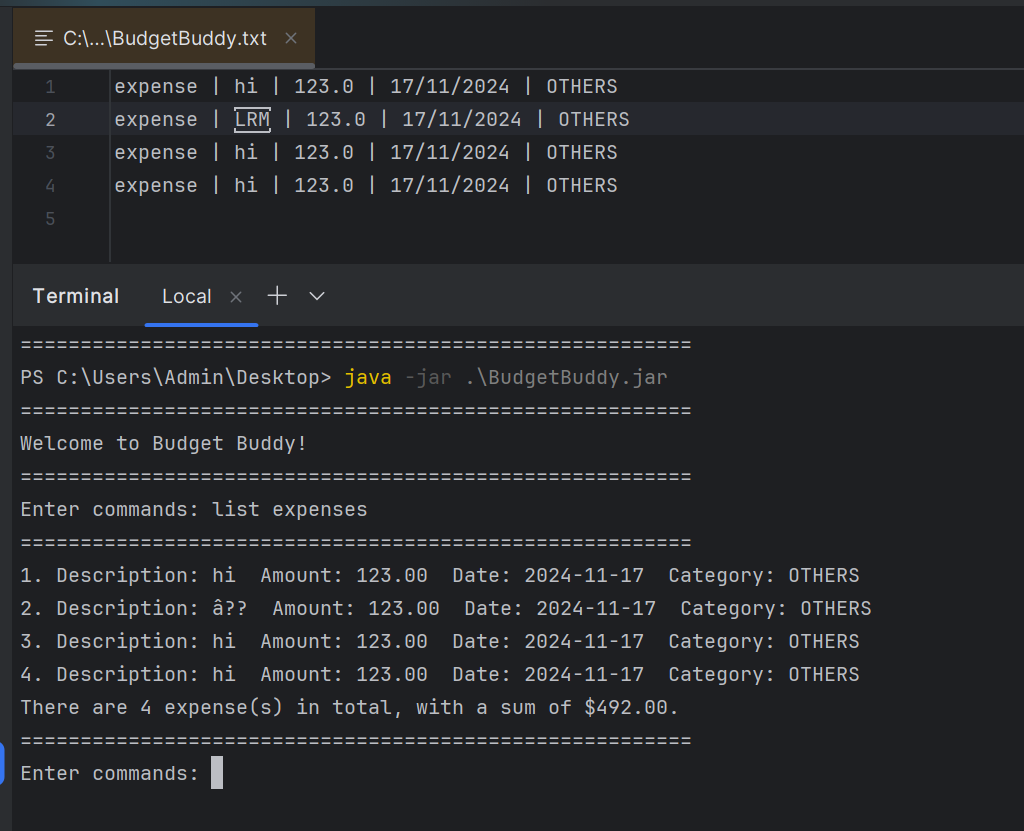 C:\...\BudgetBuddy.txt
1 expense | hi | 123.0 | 17/11/2024 | OTHERS
2 expense | LRM | 123.0 | 17/11/2024 | OTHERS
3 expense | hi | 123.0 | 17/11/2024 | OTHERS
4 expense | hi | 123.0 | 17/11/2024 | OTHERS
5
Terminal Local
========================================================
PS C:\Users\Admin\Desktop> java -jar .\BudgetBuddy.jar
========================================================
Welcome to Budget Buddy!
========================================================
Enter commands: list expenses
========================================================
1. Description: hi  Amount: 123.00  Date: 2024-11-17  Category: OTHERS
2. Description: â??  Amount: 123.00  Date: 2024-11-17  Category: OTHERS
3. Description: hi  Amount: 123.00  Date: 2024-11-17  Category: OTHERS
4. Description: hi  Amount: 123.00  Date: 2024-11-17  Category: OTHERS
There are 4 expense(s) in total, with a sum of $492.00.
========================================================
Enter commands: